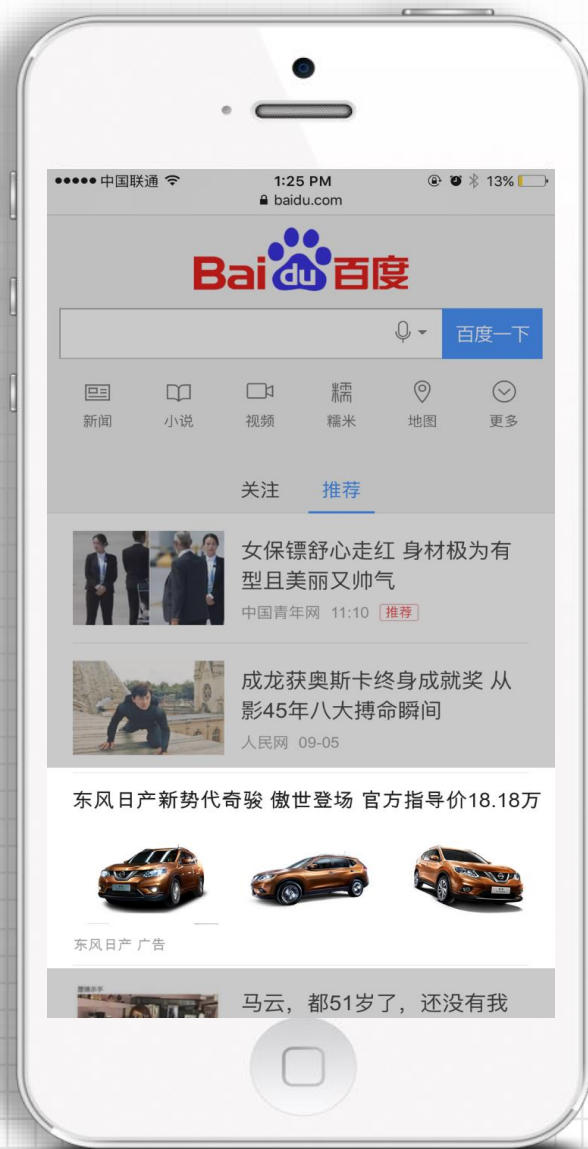 中国联通 1:25 PM 13%
baidu.com
Bai du 百度
百度一下
糯
新闻 小说 视频 糯米 地图 更多
关注 推荐
女保镖舒心走红 身材极为有
型且美丽又帅气
中国青年网 11:10 推荐
成龙获奥斯卡终身成就奖 从
影45年八大搏命瞬间
人民网 09-05
东风日产新势代奇骏 傲世登场 官方指导价18.18万
东风日产 广告
马云，都51岁了，还没有我